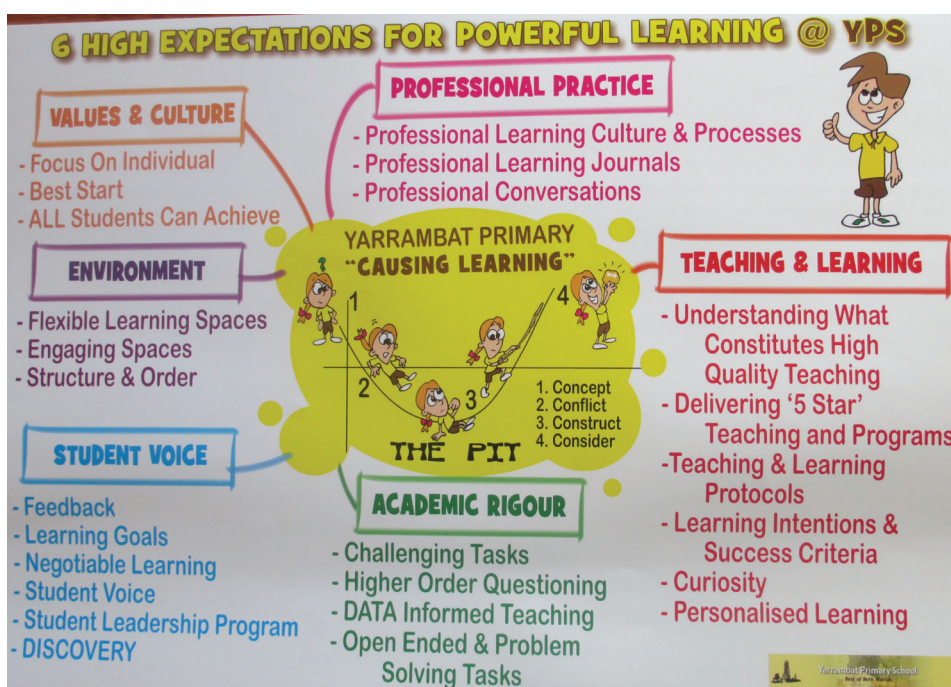 6 HIGH EXPECTATIONS FOR POWERFUL LEARNING @ YPS
VALUES & CULTURE
- Focus On Individual
- Best Start
- ALL Students Can Achieve
PROFESSIONAL PRACTICE
- Professional Learning Culture & Processes
- Professional Learning Journals
- Professional Conversations
ENVIRONMENT
- Flexible Learning Spaces
- Engaging Spaces
- Structure & Order
YARRAMBAT PRIMARY
"CAUSING LEARNING"
?
1
2
3
4
1. Concept
2. Conflict
3. Construct
4. Consider
THE PIT
TEACHING & LEARNING
- Understanding What
Constitutes High
Quality Teaching
- Delivering '5 Star'
Teaching and Programs
-Teaching & Learning
Protocols
- Learning Intentions &
Success Criteria
- Curiosity
- Personalised Learning
STUDENT VOICE
- Feedback
- Learning Goals
- Negotiable Learning
- Student Voice
- Student Leadership Program
- DISCOVERY
ACADEMIC RIGOUR
- Challenging Tasks
- Higher Order Questioning
- DATA Informed Teaching
- Open Ended & Problem
Solving Tasks
Yarrambat Primary School
Best of Both Worlds